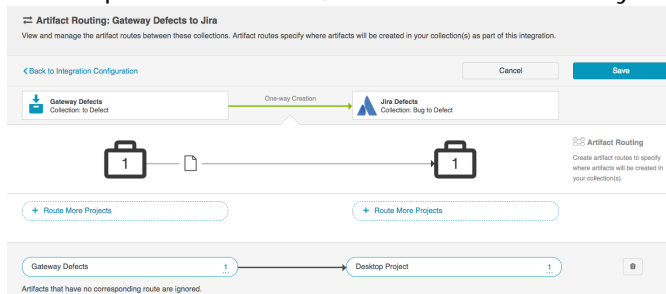 Artifact Routing: Gateway Defects to Jira
View and manage the artifact routes between these collections. Artifact routes specify where artifacts will be created in your collection(s) as part of this integration.
Back to Integration Configuration
Cancel
Save
Gateway Defects
Collection: to Defect
One-way Creation
Jira Defects
Collection: Bug to Defect
1
1
Artifact Routing
Create artifact routes to specify
where artifacts will be created in
your collection(s).
+ Route More Projects
+ Route More Projects
Gateway Defects 1
Desktop Project 1
Artifacts that have no corresponding route are ignored.